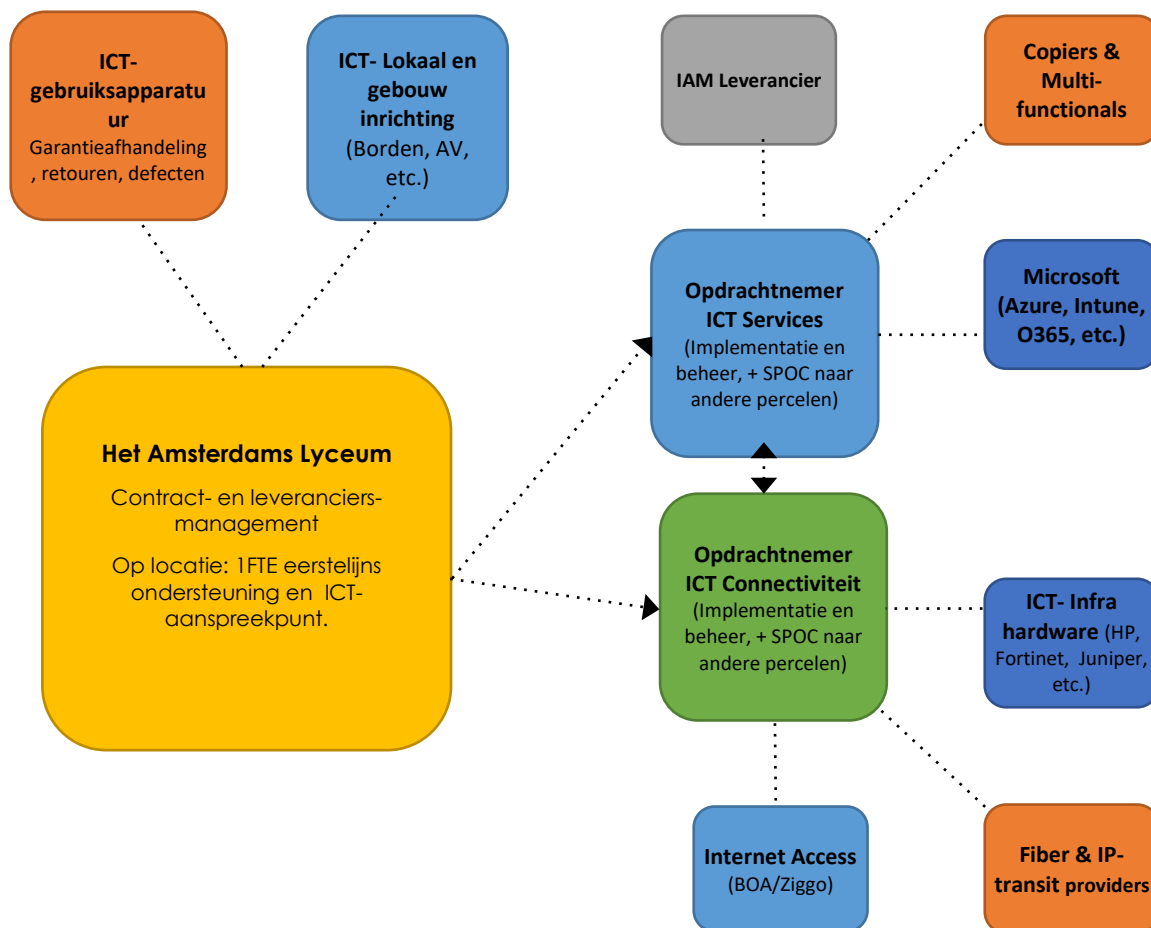 ICT-
gebruiksapparatu
ur
Garantieafhandeling
, retouren, defecten
ICT- Lokaal en
gebouw
inrichting
(Borden, AV,
etc.)
IAM Leverancier
Copiers &
Multi-
functionals
Opdrachtnemer
ICT Services
(Implementatie en
beheer, + SPOC naar
andere percelen)
Microsoft
(Azure, Intune,
O365, etc.)
Het Amsterdams Lyceum
Contract- en leveranciers-
management
Op locatie: 1FTE eerstelijns
ondersteuning en  ICT-
aanspreekpunt.
Opdrachtnemer
ICT Connectiviteit
(Implementatie en
beheer, + SPOC naar
andere percelen)
ICT- Infra
hardware (HP,
Fortinet,  Juniper,
etc.)
Internet Access
(BOA/Ziggo)
Fiber & IP-
transit providers